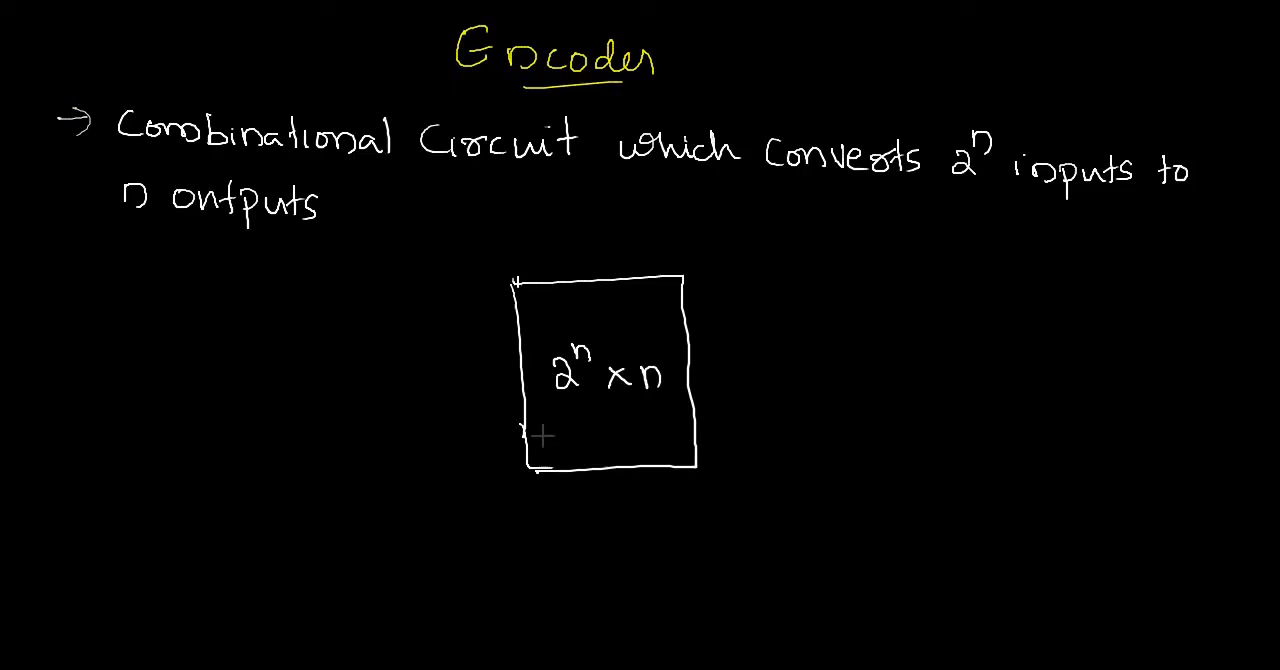 Encoder
→ Combinational Circuit which converts 2ⁿ inputs to
n outputs
2ⁿ × n